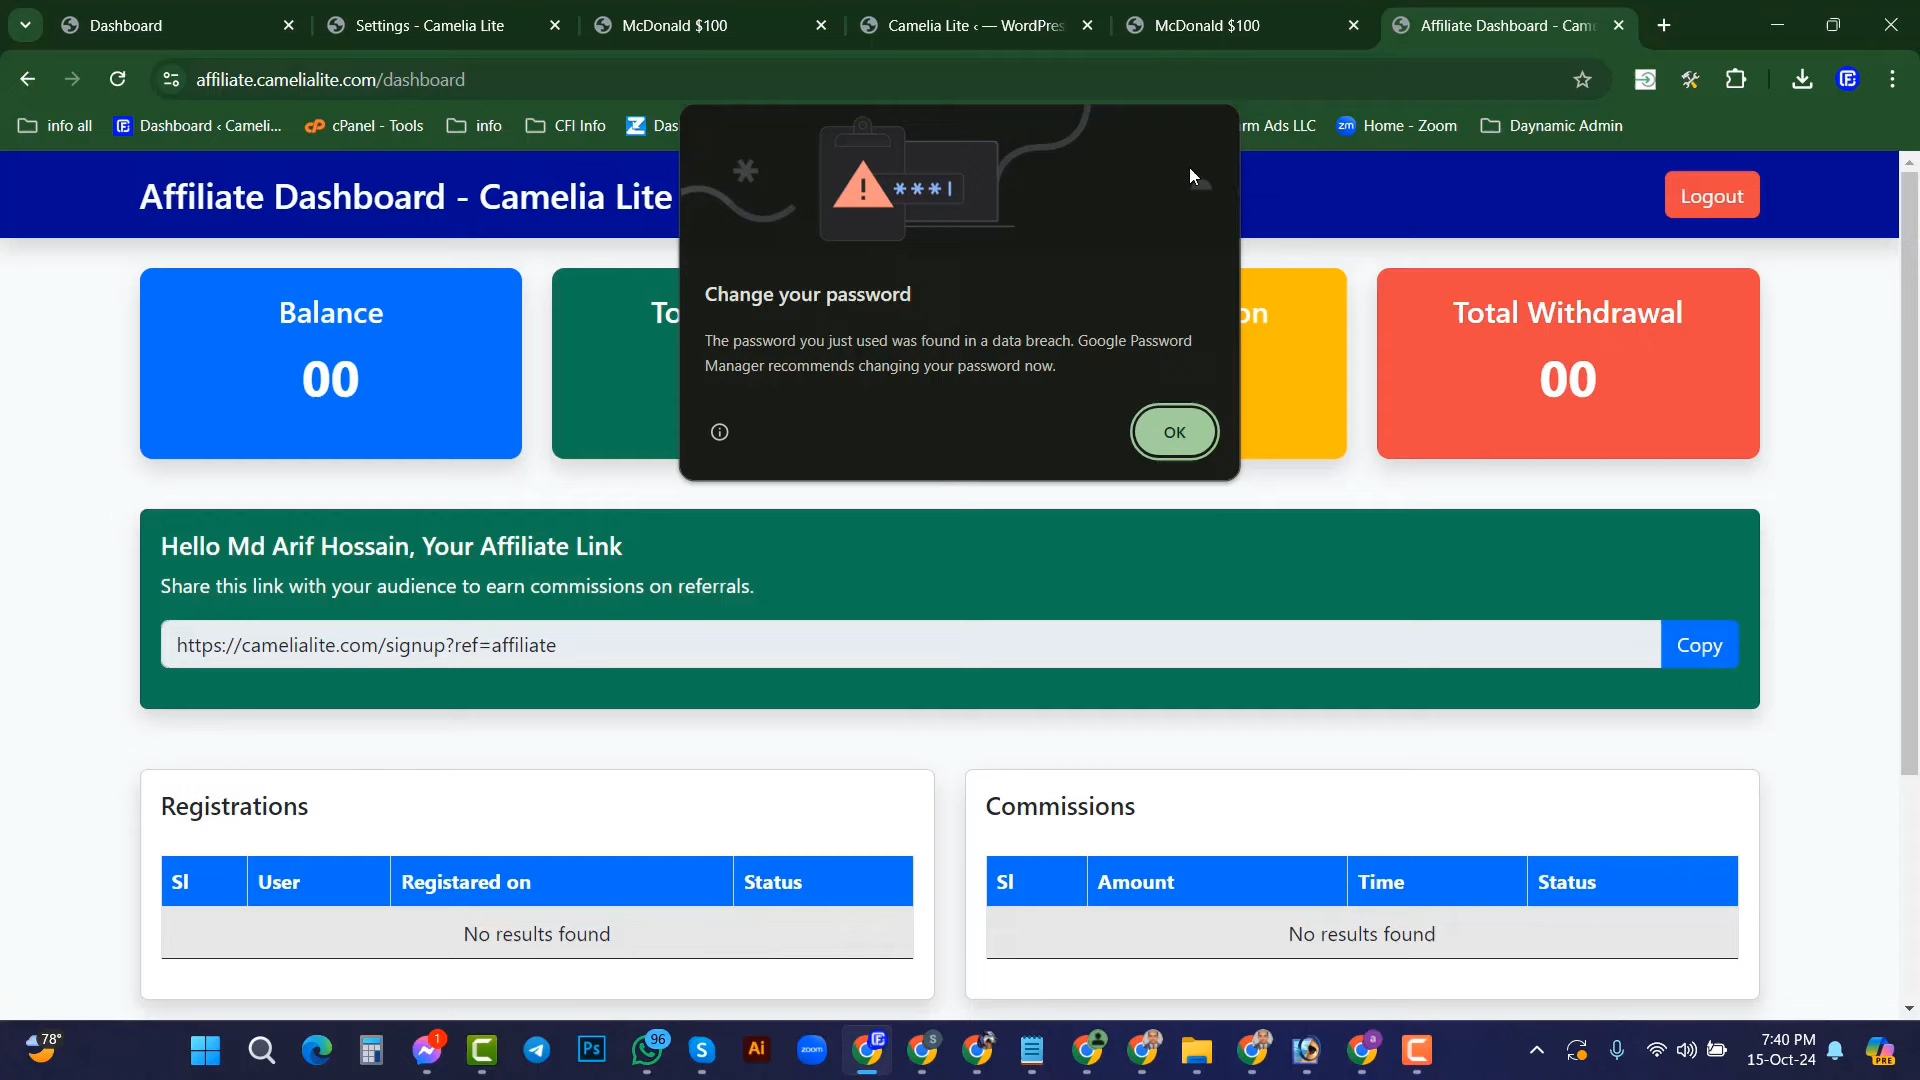 Dashboard
Settings - Camelia Lite
McDonald $100
Camelia Lite ‹ — WordPres
McDonald $100
Affiliate Dashboard - Cam
affiliate.camelialite.com/dashboard
info all
Dashboard ‹ Cameli...
cPanel - Tools
info
CFI Info
Das
rm Ads LLC
Home - Zoom
Daynamic Admin
Affiliate Dashboard - Camelia Lite
Logout
***
Change your password
The password you just used was found in a data breach. Google Password
Manager recommends changing your password now.
OK
Balance
00
To
on
Total Withdrawal
00
Hello Md Arif Hossain, Your Affiliate Link
Share this link with your audience to earn commissions on referrals.
https://camelialite.com/signup?ref=affiliate
Copy
Registrations
Sl User Registared on Status
No results found
Commissions
Sl Amount Time Status
No results found
78°
1
Ps
96
Ai
zoom
S
a
7:40 PM
15-Oct-24
PRE